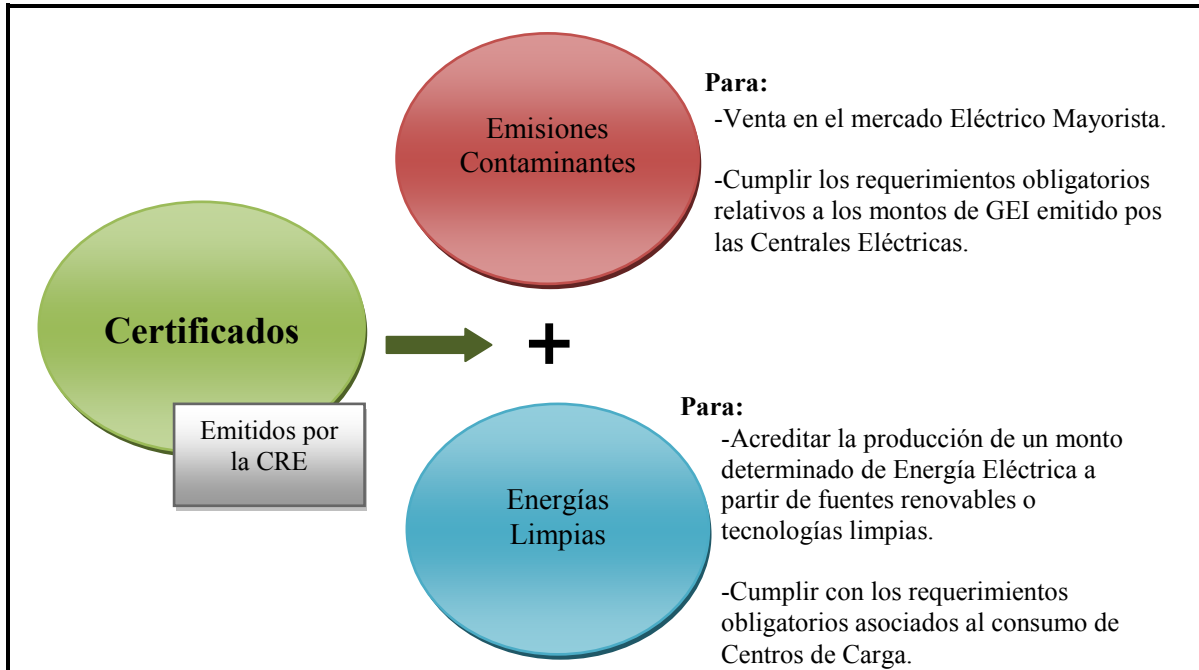 Certificados
Emitidos por
la CRE
Emisiones
Contaminantes
Para:
-Venta en el mercado Eléctrico Mayorista.
-Cumplir los requerimientos obligatorios
relativos a los montos de GEI emitido pos
las Centrales Eléctricas.
+
Energías
Limpias
Para:
-Acreditar la producción de un monto
determinado de Energía Eléctrica a
partir de fuentes renovables o
tecnologías limpias.
-Cumplir con los requerimientos
obligatorios asociados al consumo de
Centros de Carga.